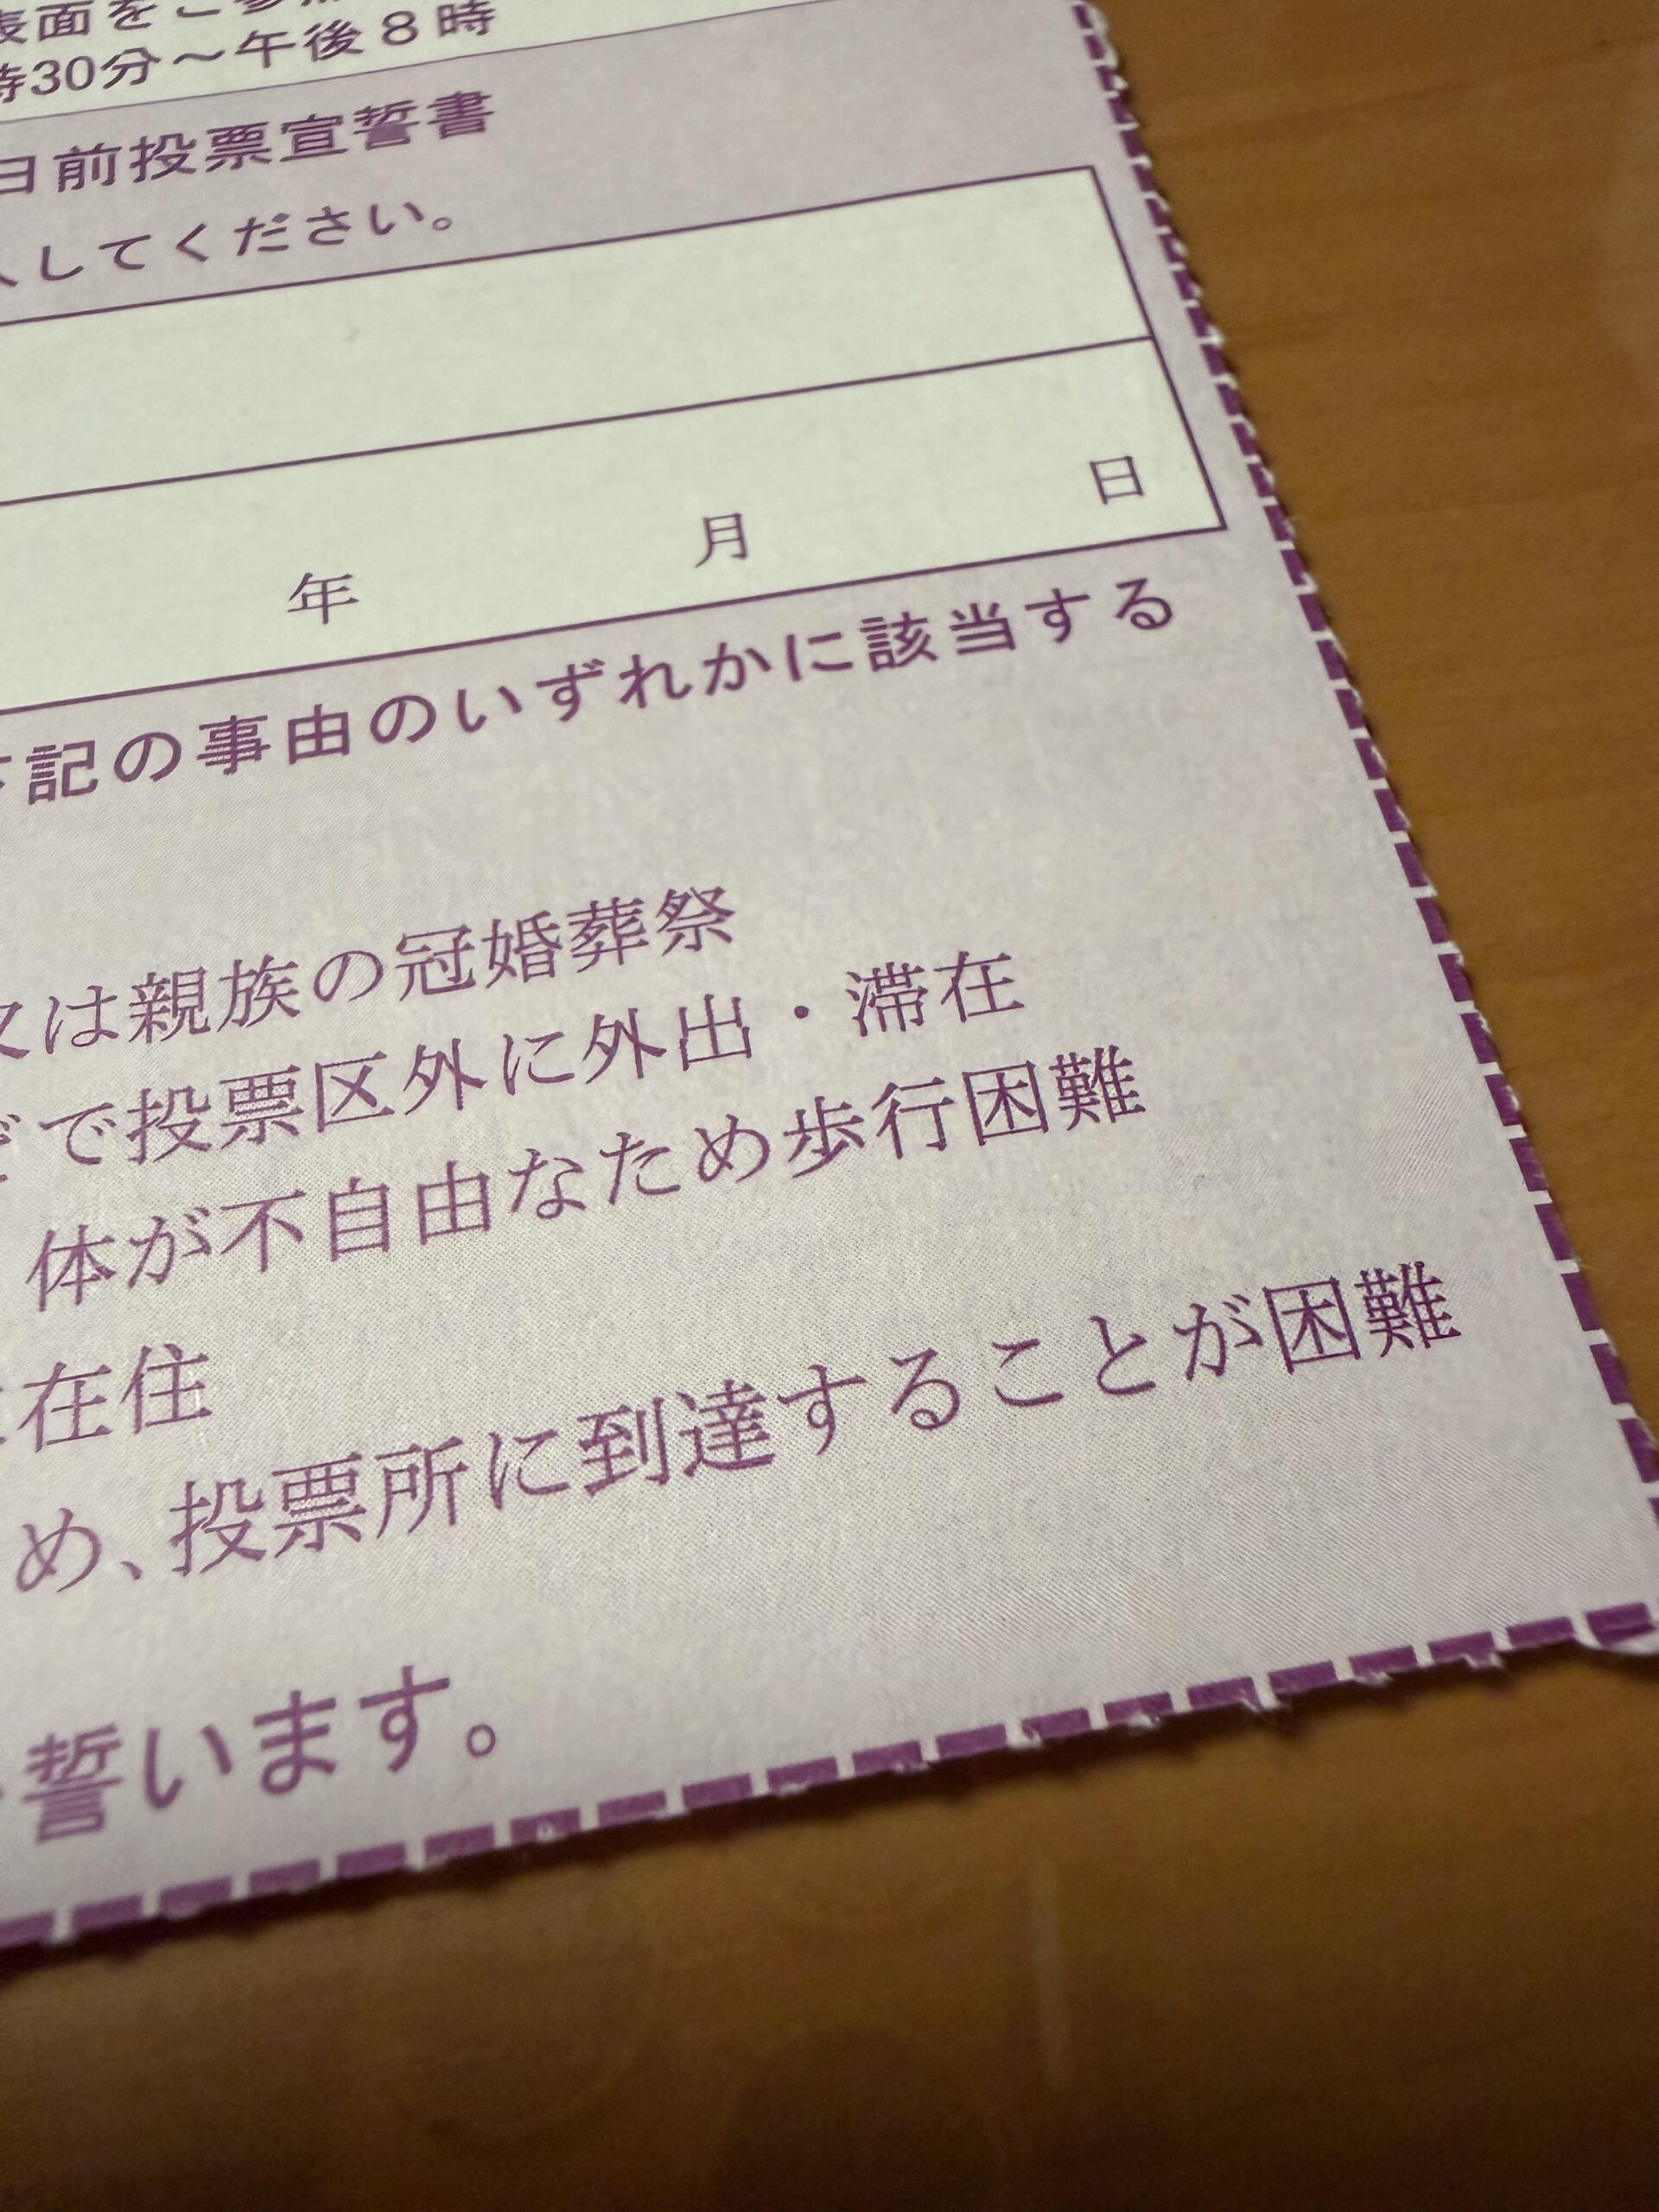 表面をご参
時30分～午後８時
日前投票宣誓書
してください。
年 月 日
下記の事由のいずれかに該当する
又は親族の冠婚葬祭
どで投票区外に外出・滞在
体が不自由なため歩行困難
在住
め、投票所に到達することが困難
誓います。